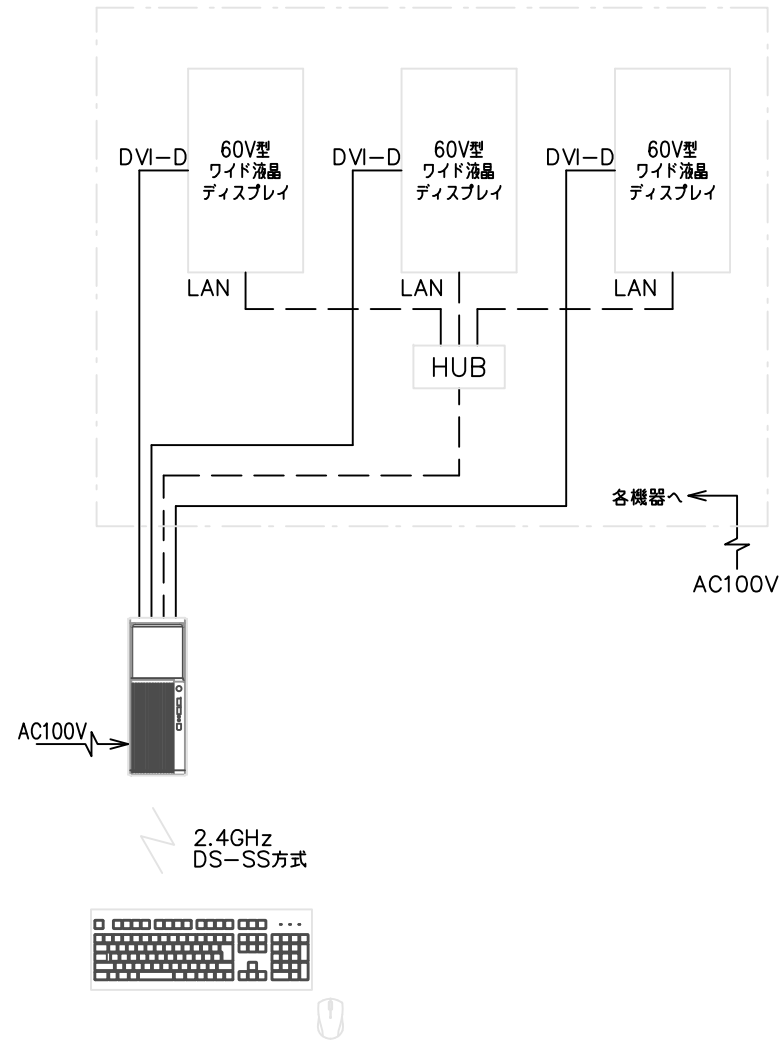 DVI-D
60V型
ワイド液晶
ディスプレイ
DVI-D
60V型
ワイド液晶
ディスプレイ
DVI-D
60V型
ワイド液晶
ディスプレイ
LAN
LAN
LAN
HUB
各機器へ
AC100V
AC100V
2.4GHz
DS-SS方式